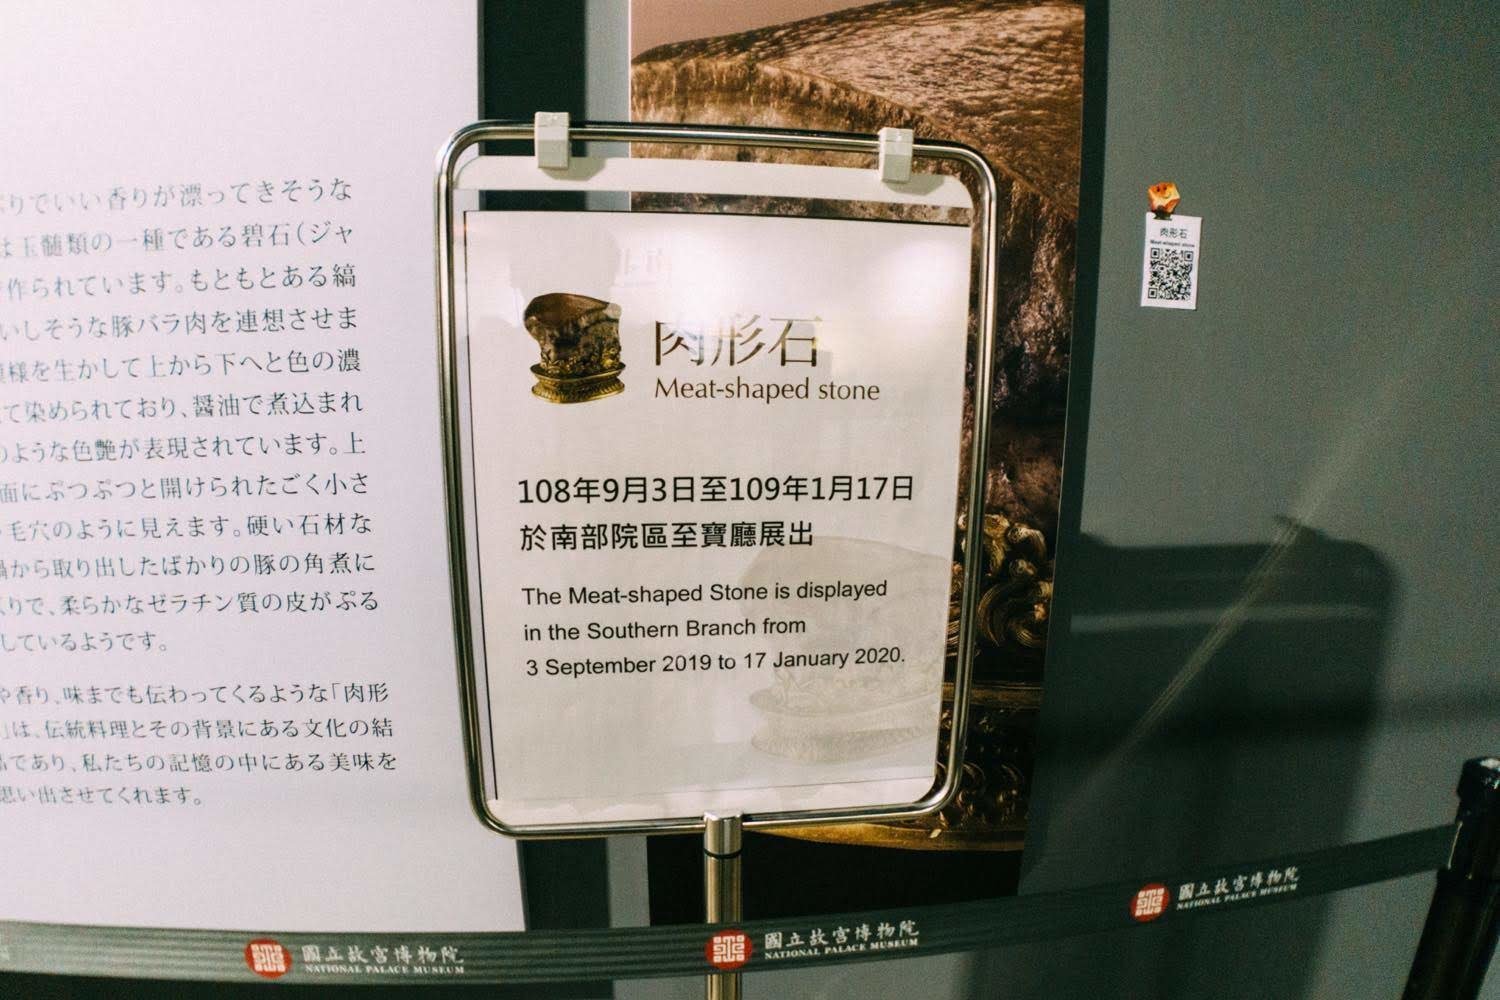 りでいい香りが漂ってきそうな
は玉髄類の一種である碧石(ジャ
作られています。もともとある縞
いしそうな豚バラ肉を連想させま
様を生かして上から下へと色の濃
て染められており、醤油で煮込まれ
のような色艶が表現されています。上
面にぷつぷつと開けられたごく小さ
毛穴のように見えます。硬い石材な
から取り出したばかりの豚の角煮に
りで、柔らかなゼラチン質の皮がぷる
しているようです。
や香り、味までも伝わってくるような「肉形
」は、伝統料理とその背景にある文化の結
であり、私たちの記憶の中にある美味を
思い出させてくれます。
肉形石
Meat-shaped stone
108年9月3日至109年1月17日
於南部院區至寶廳展出
The Meat-shaped Stone is displayed
in the Southern Branch from
3 September 2019 to 17 January 2020.
肉形石
Meat-shaped stone
國立故宮博物院
NATIONAL PALACE MUSEUM
國立故宮博物院
NATIONAL PALACE MUSEUM
國立故宮博物院
NATIONAL PALACE MUSEUM